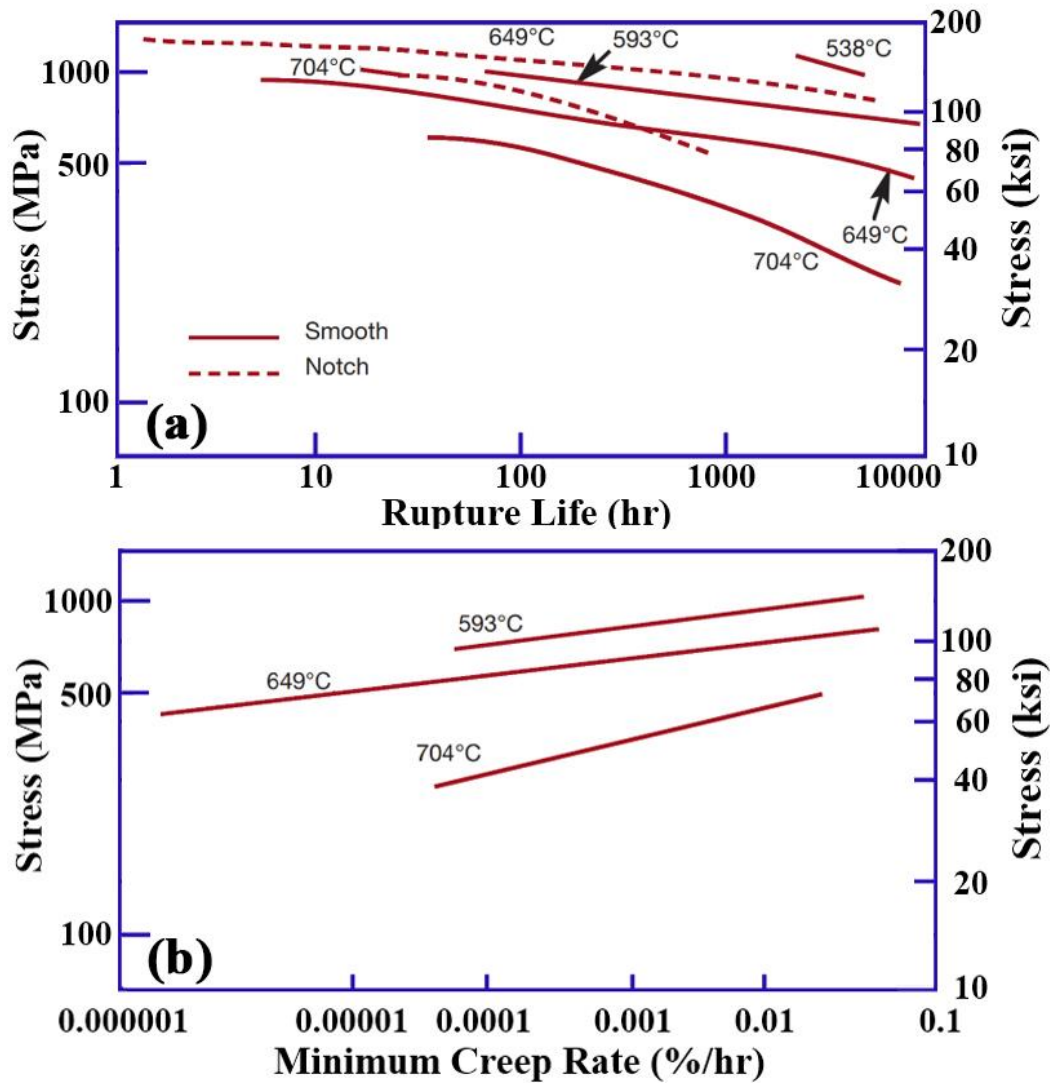 200
649°C 593°C 538°C
1000 704°C
100
80
500
60
649°C
40
704°C
Smooth
20
Notch
100
(a)
10
1 10 100 1000 10000
Rupture Life (hr)
Stress (MPa)
Stress (ksi)
200
1000
593°C
100
80
649°C
500
60
704°C
40
20
100
(b)
10
0.000001 0.00001 0.0001 0.001 0.01 0.1
Minimum Creep Rate (%/hr)
Stress (MPa)
Stress (ksi)